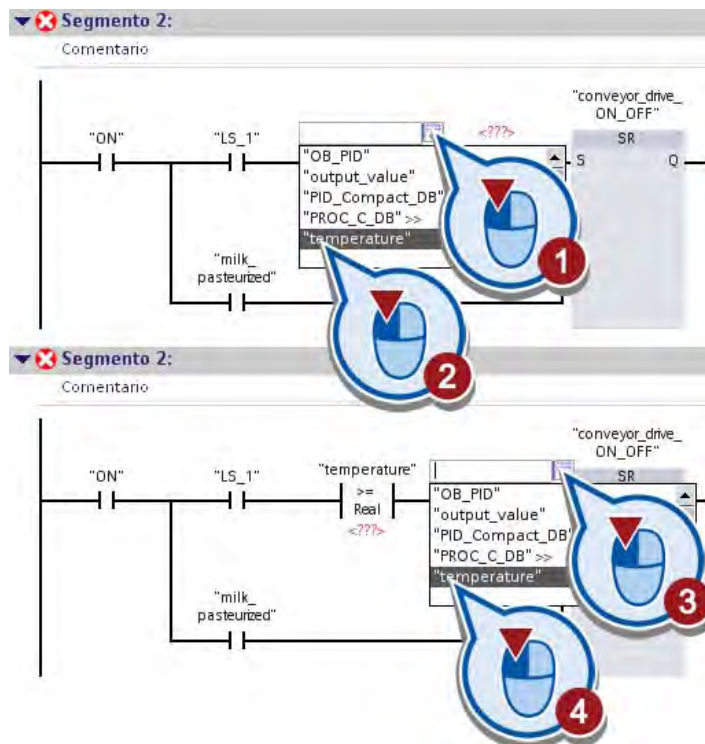 Segmento 2:
Comentario
"conveyor_drive_
ON_OFF"
"ON"
"LS_1"
<???>
SR
S
Q
"OB_PID"
"output_value"
"PID_Compact_DB"
"PROC_C_DB" >>
"temperature"
"milk_
pasteurized"
1
2
Segmento 2:
Comentario
"conveyor_drive_
ON_OFF"
"ON"
"LS_1"
"temperature"
SR
>=
Real
<???>
"OB_PID"
"output_value"
"PID_Compact_DB"
"PROC_C_DB" >>
"temperature"
"milk_
pasteurized"
3
4